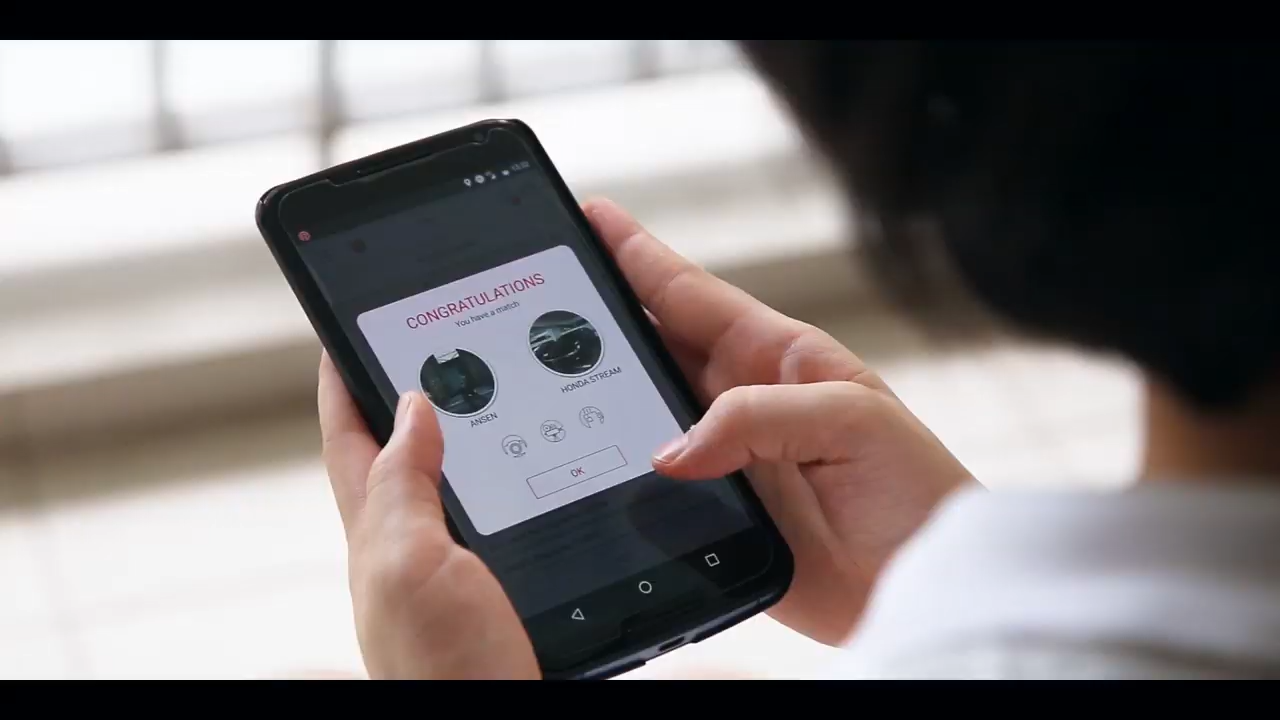 CONGRATULATIONS
You have a match
ANSEN
HONDA STREAM
OK